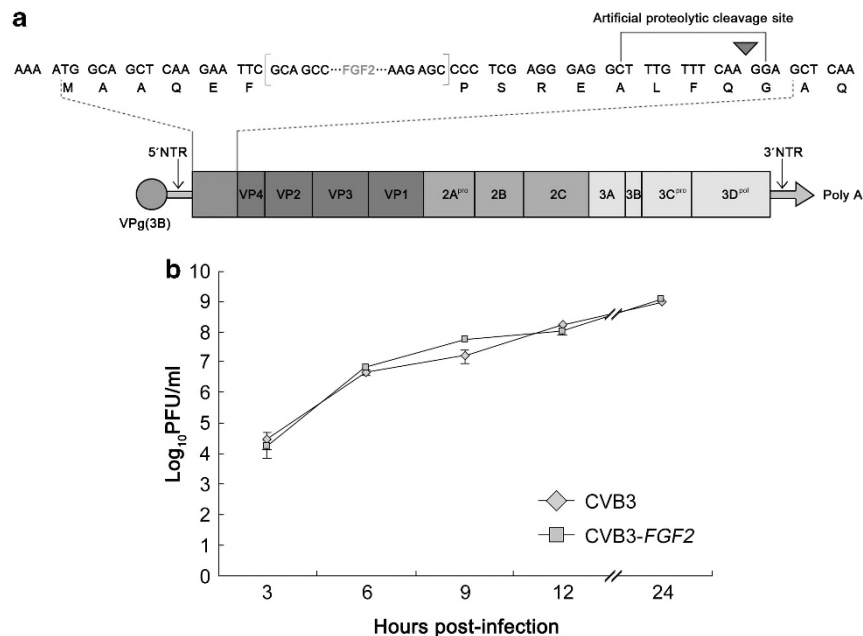 a
Artificial proteolytic cleavage site
AAA ATG GCA GCT CAA GAA TTC GCA GCC ··· FGF2 ··· AAG AGC CCC TCG AGG GAG GCT TTG TTT CAA GGA GCT CAA
M A A Q E F P S R E A L F Q G A Q
5´NTR 3´NTR
VP4 VP2 VP3 VP1 2Apro 2B 2C 3A 3B 3Cpro 3Dpol Poly A
VPg(3B)
b
10
9
8
7
6
5
4
3
2
1
0
Log10PFU/ml
CVB3
CVB3-FGF2
3 6 9 12 24
Hours post-infection